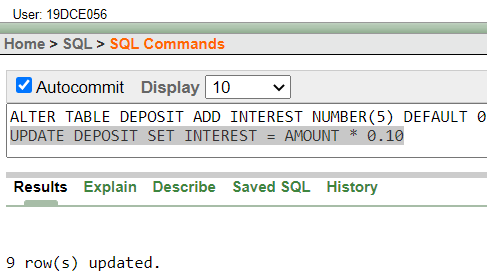 User: 19DCE056
Home > SQL > SQL Commands
Autocommit Display 10
ALTER TABLE DEPOSIT ADD INTEREST NUMBER(5) DEFAULT 0
UPDATE DEPOSIT SET INTEREST = AMOUNT * 0.10
Results Explain Describe Saved SQL History
9 row(s) updated.